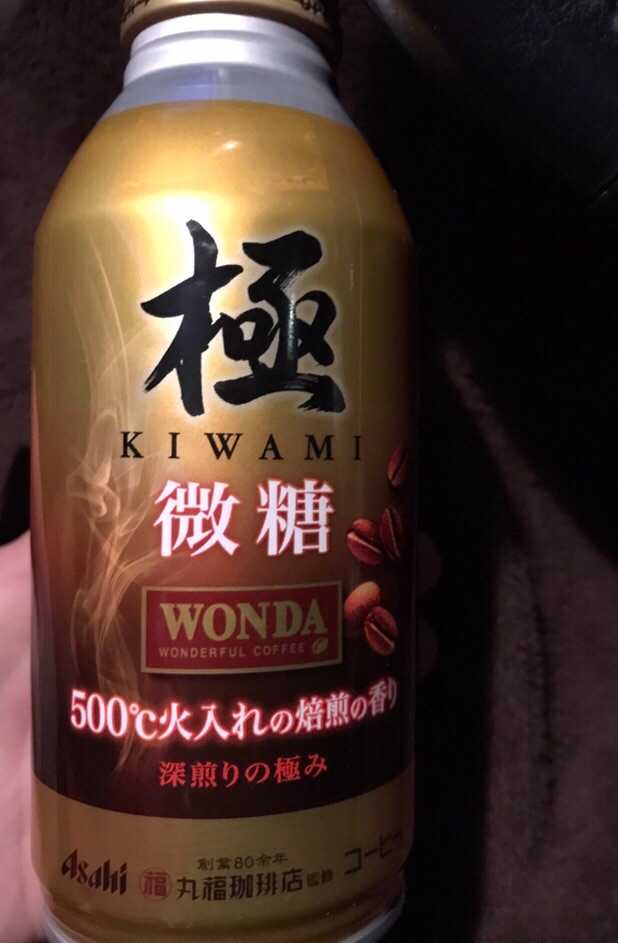 極
KIWAMI
微糖
WONDA
WONDERFUL COFFEE
500℃火入れの焙煎の香り
深煎りの極み
創業80余年
Asahi 福 丸福珈琲店監修 コーヒー